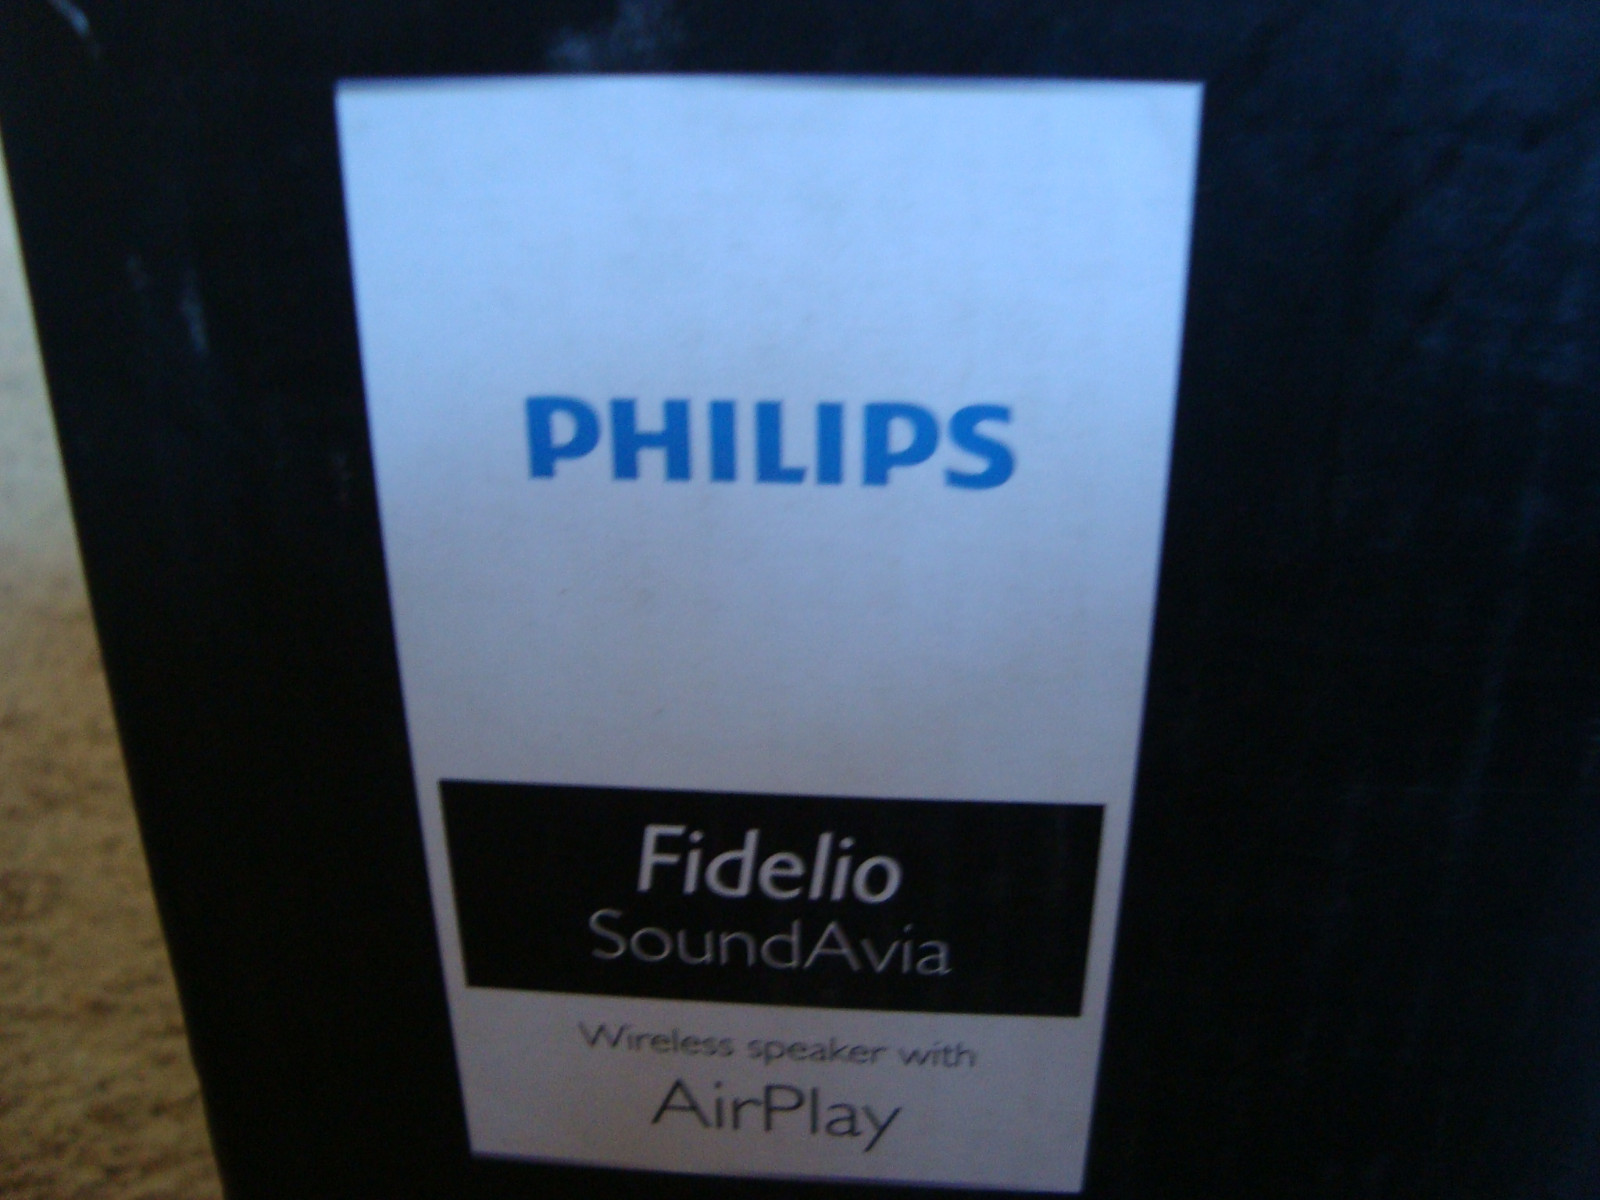 PHILIPS
Fidelio
SoundAvia
Wireless speaker with
AirPlay